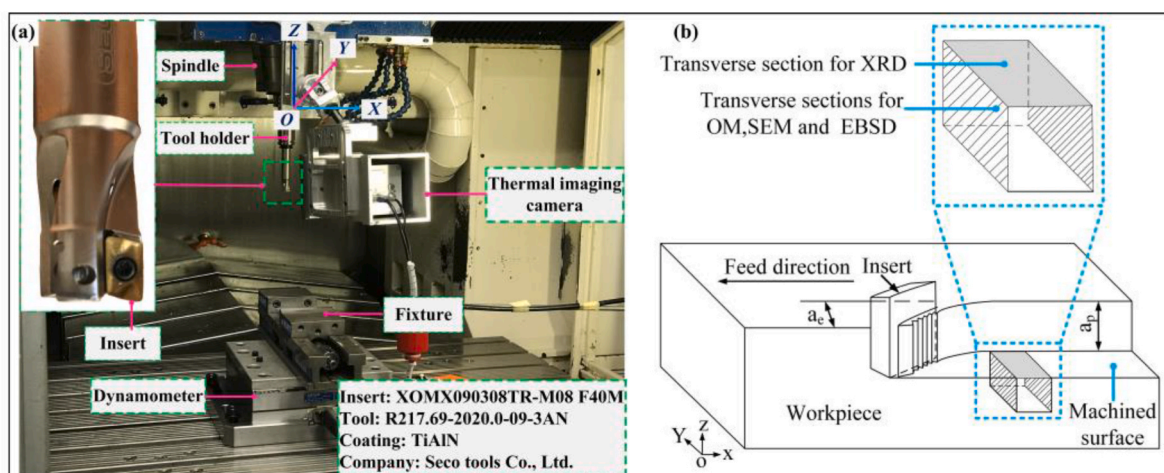 (a)
SECO
Z
Y
Spindle
X
O
Tool holder
Thermal imaging
camera
Insert
Fixture
Dynamometer
Insert: XOMX090308TR-M08 F40M
Tool: R217.69-2020.0-09-3AN
Coating: TiAlN
Company: Seco tools Co., Ltd.
(b)
Transverse section for XRD
Transverse sections for
OM,SEM and EBSD
Feed direction
Insert
ae
ap
Workpiece
Machined
surface
Z
Y
o
x